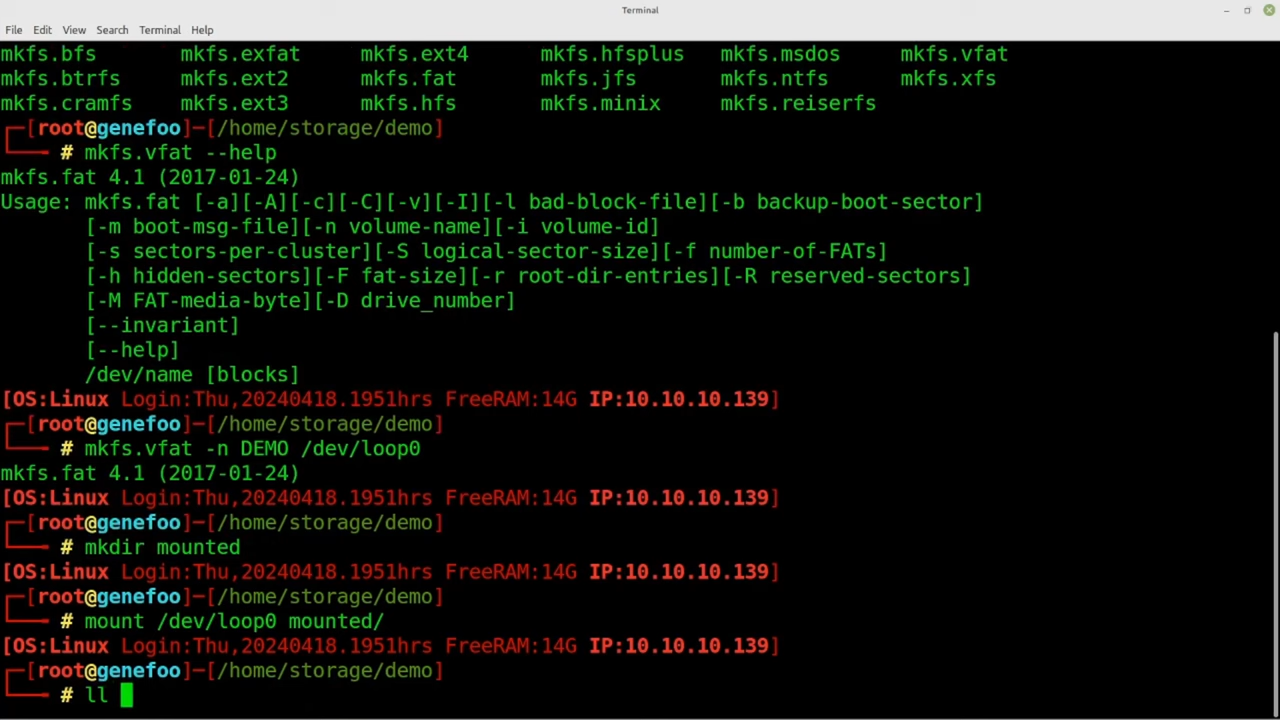 Terminal
File Edit View Search Terminal Help
mkfs.bfs mkfs.exfat mkfs.ext4 mkfs.hfsplus mkfs.msdos mkfs.vfat
mkfs.btrfs mkfs.ext2 mkfs.fat mkfs.jfs mkfs.ntfs mkfs.xfs
mkfs.cramfs mkfs.ext3 mkfs.hfs mkfs.minix mkfs.reiserfs
┌─[root@genefoo]─[/home/storage/demo]
└──╼ # mkfs.vfat --help
mkfs.fat 4.1 (2017-01-24)
Usage: mkfs.fat [-a][-A][-c][-C][-v][-I][-l bad-block-file][-b backup-boot-sector]
[-m boot-msg-file][-n volume-name][-i volume-id]
[-s sectors-per-cluster][-S logical-sector-size][-f number-of-FATs]
[-h hidden-sectors][-F fat-size][-r root-dir-entries][-R reserved-sectors]
[-M FAT-media-byte][-D drive_number]
[--invariant]
[--help]
/dev/name [blocks]
[OS:Linux Login:Thu,20240418.1951hrs FreeRAM:14G IP:10.10.10.139]
┌─[root@genefoo]─[/home/storage/demo]
└──╼ # mkfs.vfat -n DEMO /dev/loop0
mkfs.fat 4.1 (2017-01-24)
[OS:Linux Login:Thu,20240418.1951hrs FreeRAM:14G IP:10.10.10.139]
┌─[root@genefoo]─[/home/storage/demo]
└──╼ # mkdir mounted
[OS:Linux Login:Thu,20240418.1951hrs FreeRAM:14G IP:10.10.10.139]
┌─[root@genefoo]─[/home/storage/demo]
└──╼ # mount /dev/loop0 mounted/
[OS:Linux Login:Thu,20240418.1951hrs FreeRAM:14G IP:10.10.10.139]
┌─[root@genefoo]─[/home/storage/demo]
└──╼ # ll